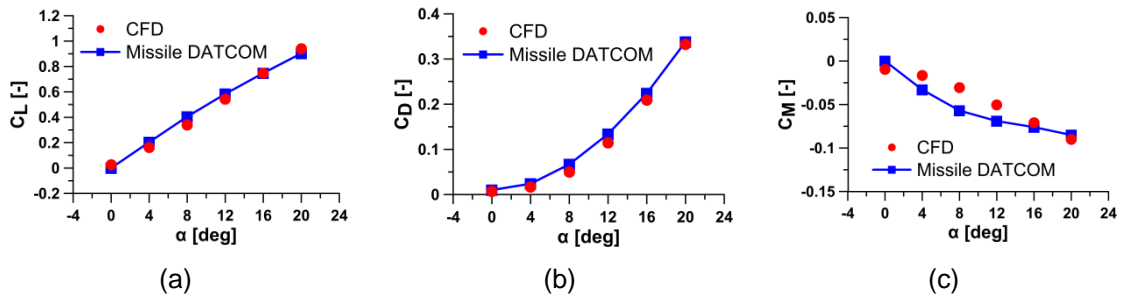 CFD
Missile DATCOM
1.2
1
0.8
0.6
0.4
0.2
0
-0.2
CL [-]
-4 0 4 8 12 16 20 24
α [deg]
(a)
CFD
Missile DATCOM
0.4
0.3
0.2
0.1
0
CD [-]
-4 0 4 8 12 16 20 24
α [deg]
(b)
0.05
0
-0.05
-0.1
-0.15
CM [-]
CFD
Missile DATCOM
-4 0 4 8 12 16 20 24
α [deg]
(c)